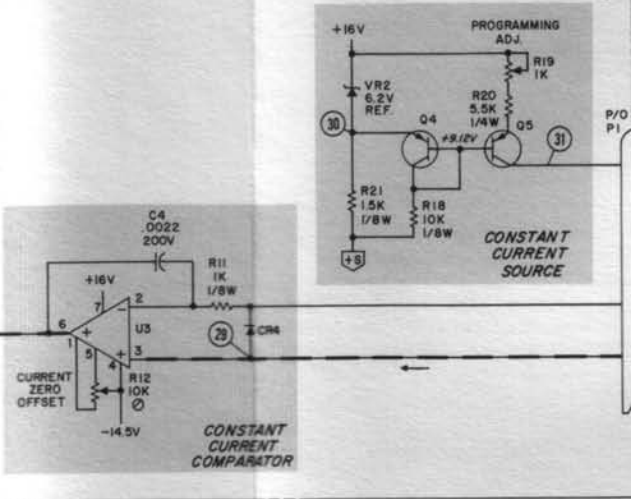 +16V
PROGRAMMING
ADJ.
R19
1K
VR2
6.2V
REF.
R20
5.5K
1/4W
P/O
P1
30
Q4
+9.12V
Q5
31
R21
1.5K
1/8W
R18
10K
1/8W
+S
CONSTANT
CURRENT
SOURCE
C4
.0022
200V
R11
1K
1/8W
+16V
7
2
-
6
+
U3
29
CR4
1
5
4
+
3
CURRENT
ZERO
OFFSET
R12
10K
-14.5V
CONSTANT
CURRENT
COMPARATOR